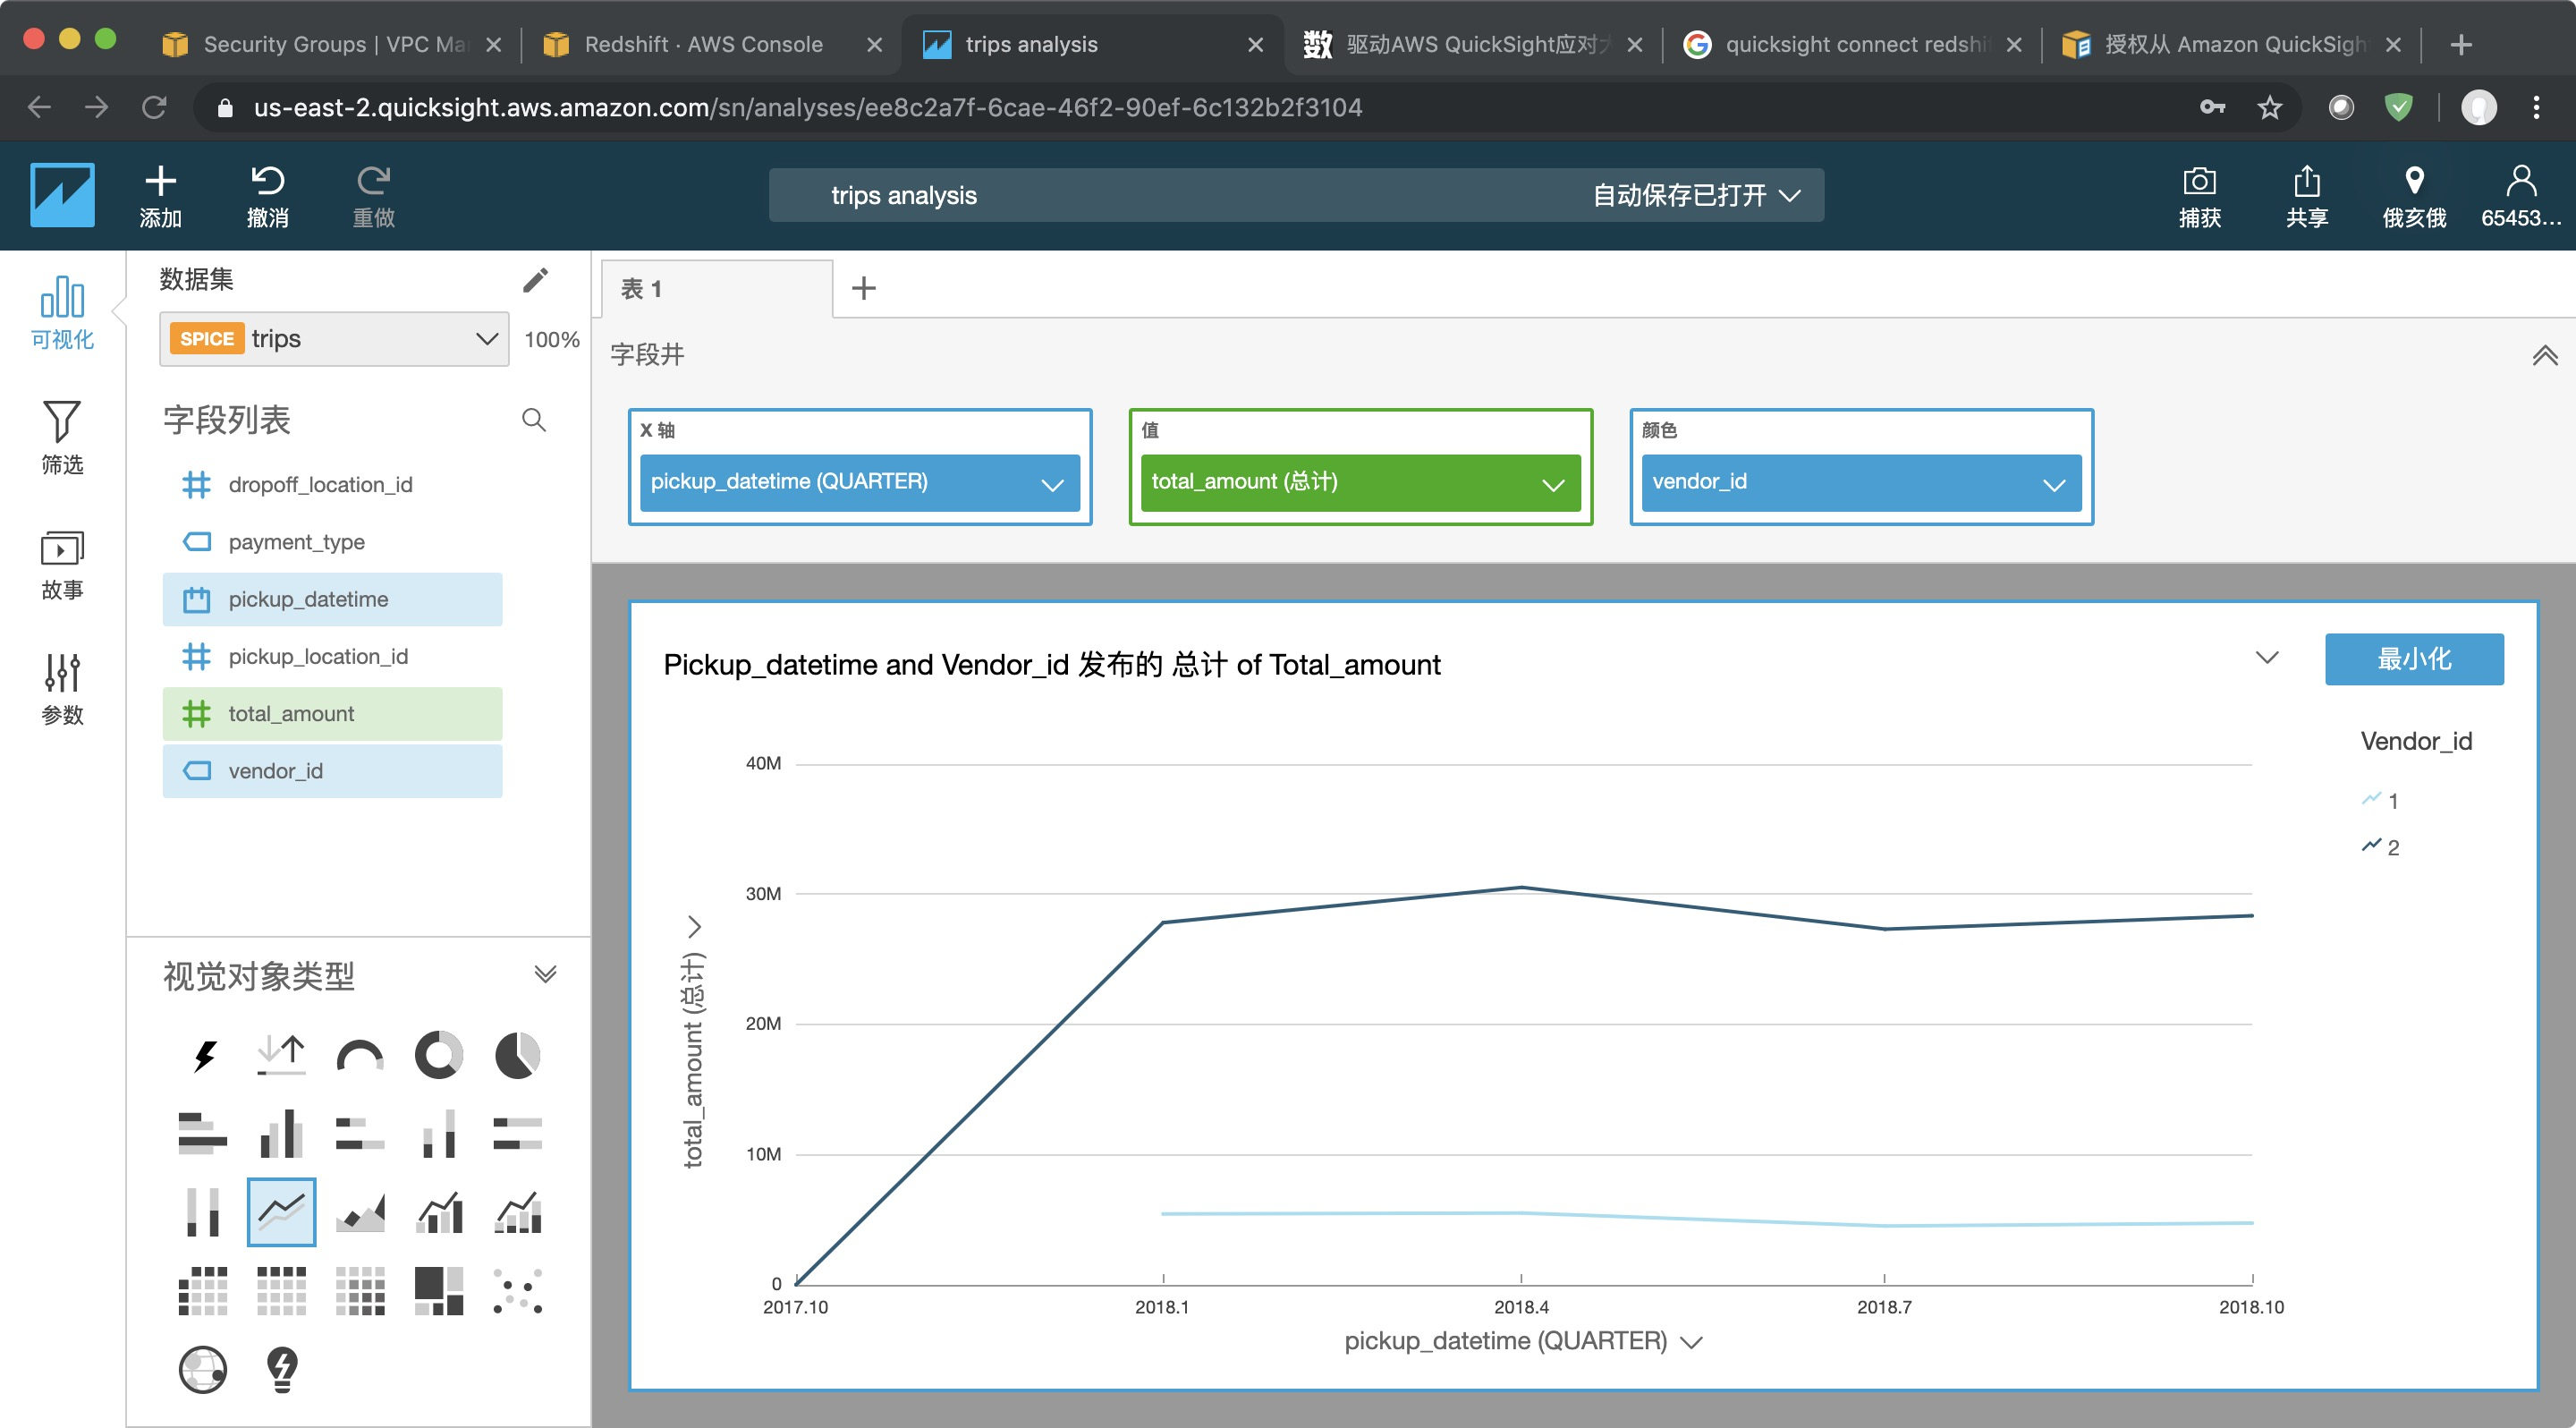 Security Groups | VPC Ma
Redshift · AWS Console
trips analysis
数 驱动AWS QuickSight应对大
quicksight connect redshi
授权从 Amazon QuickSigh
us-east-2.quicksight.aws.amazon.com/sn/analyses/ee8c2a7f-6cae-46f2-90ef-6c132b2f3104
添加
撤消
重做
trips analysis
自动保存已打开
捕获
共享
俄亥俄
65453...
可视化
筛选
故事
参数
数据集
SPICE trips 100%
字段列表
dropoff_location_id
payment_type
pickup_datetime
pickup_location_id
total_amount
vendor_id
视觉对象类型
表 1
字段井
X 轴
pickup_datetime (QUARTER)
值
total_amount (总计)
颜色
vendor_id
Pickup_datetime and Vendor_id 发布的 总计 of Total_amount
最小化
Vendor_id
1
2
total_amount (总计)
40M
30M
20M
10M
0
2017.10 2018.1 2018.4 2018.7 2018.10
pickup_datetime (QUARTER)